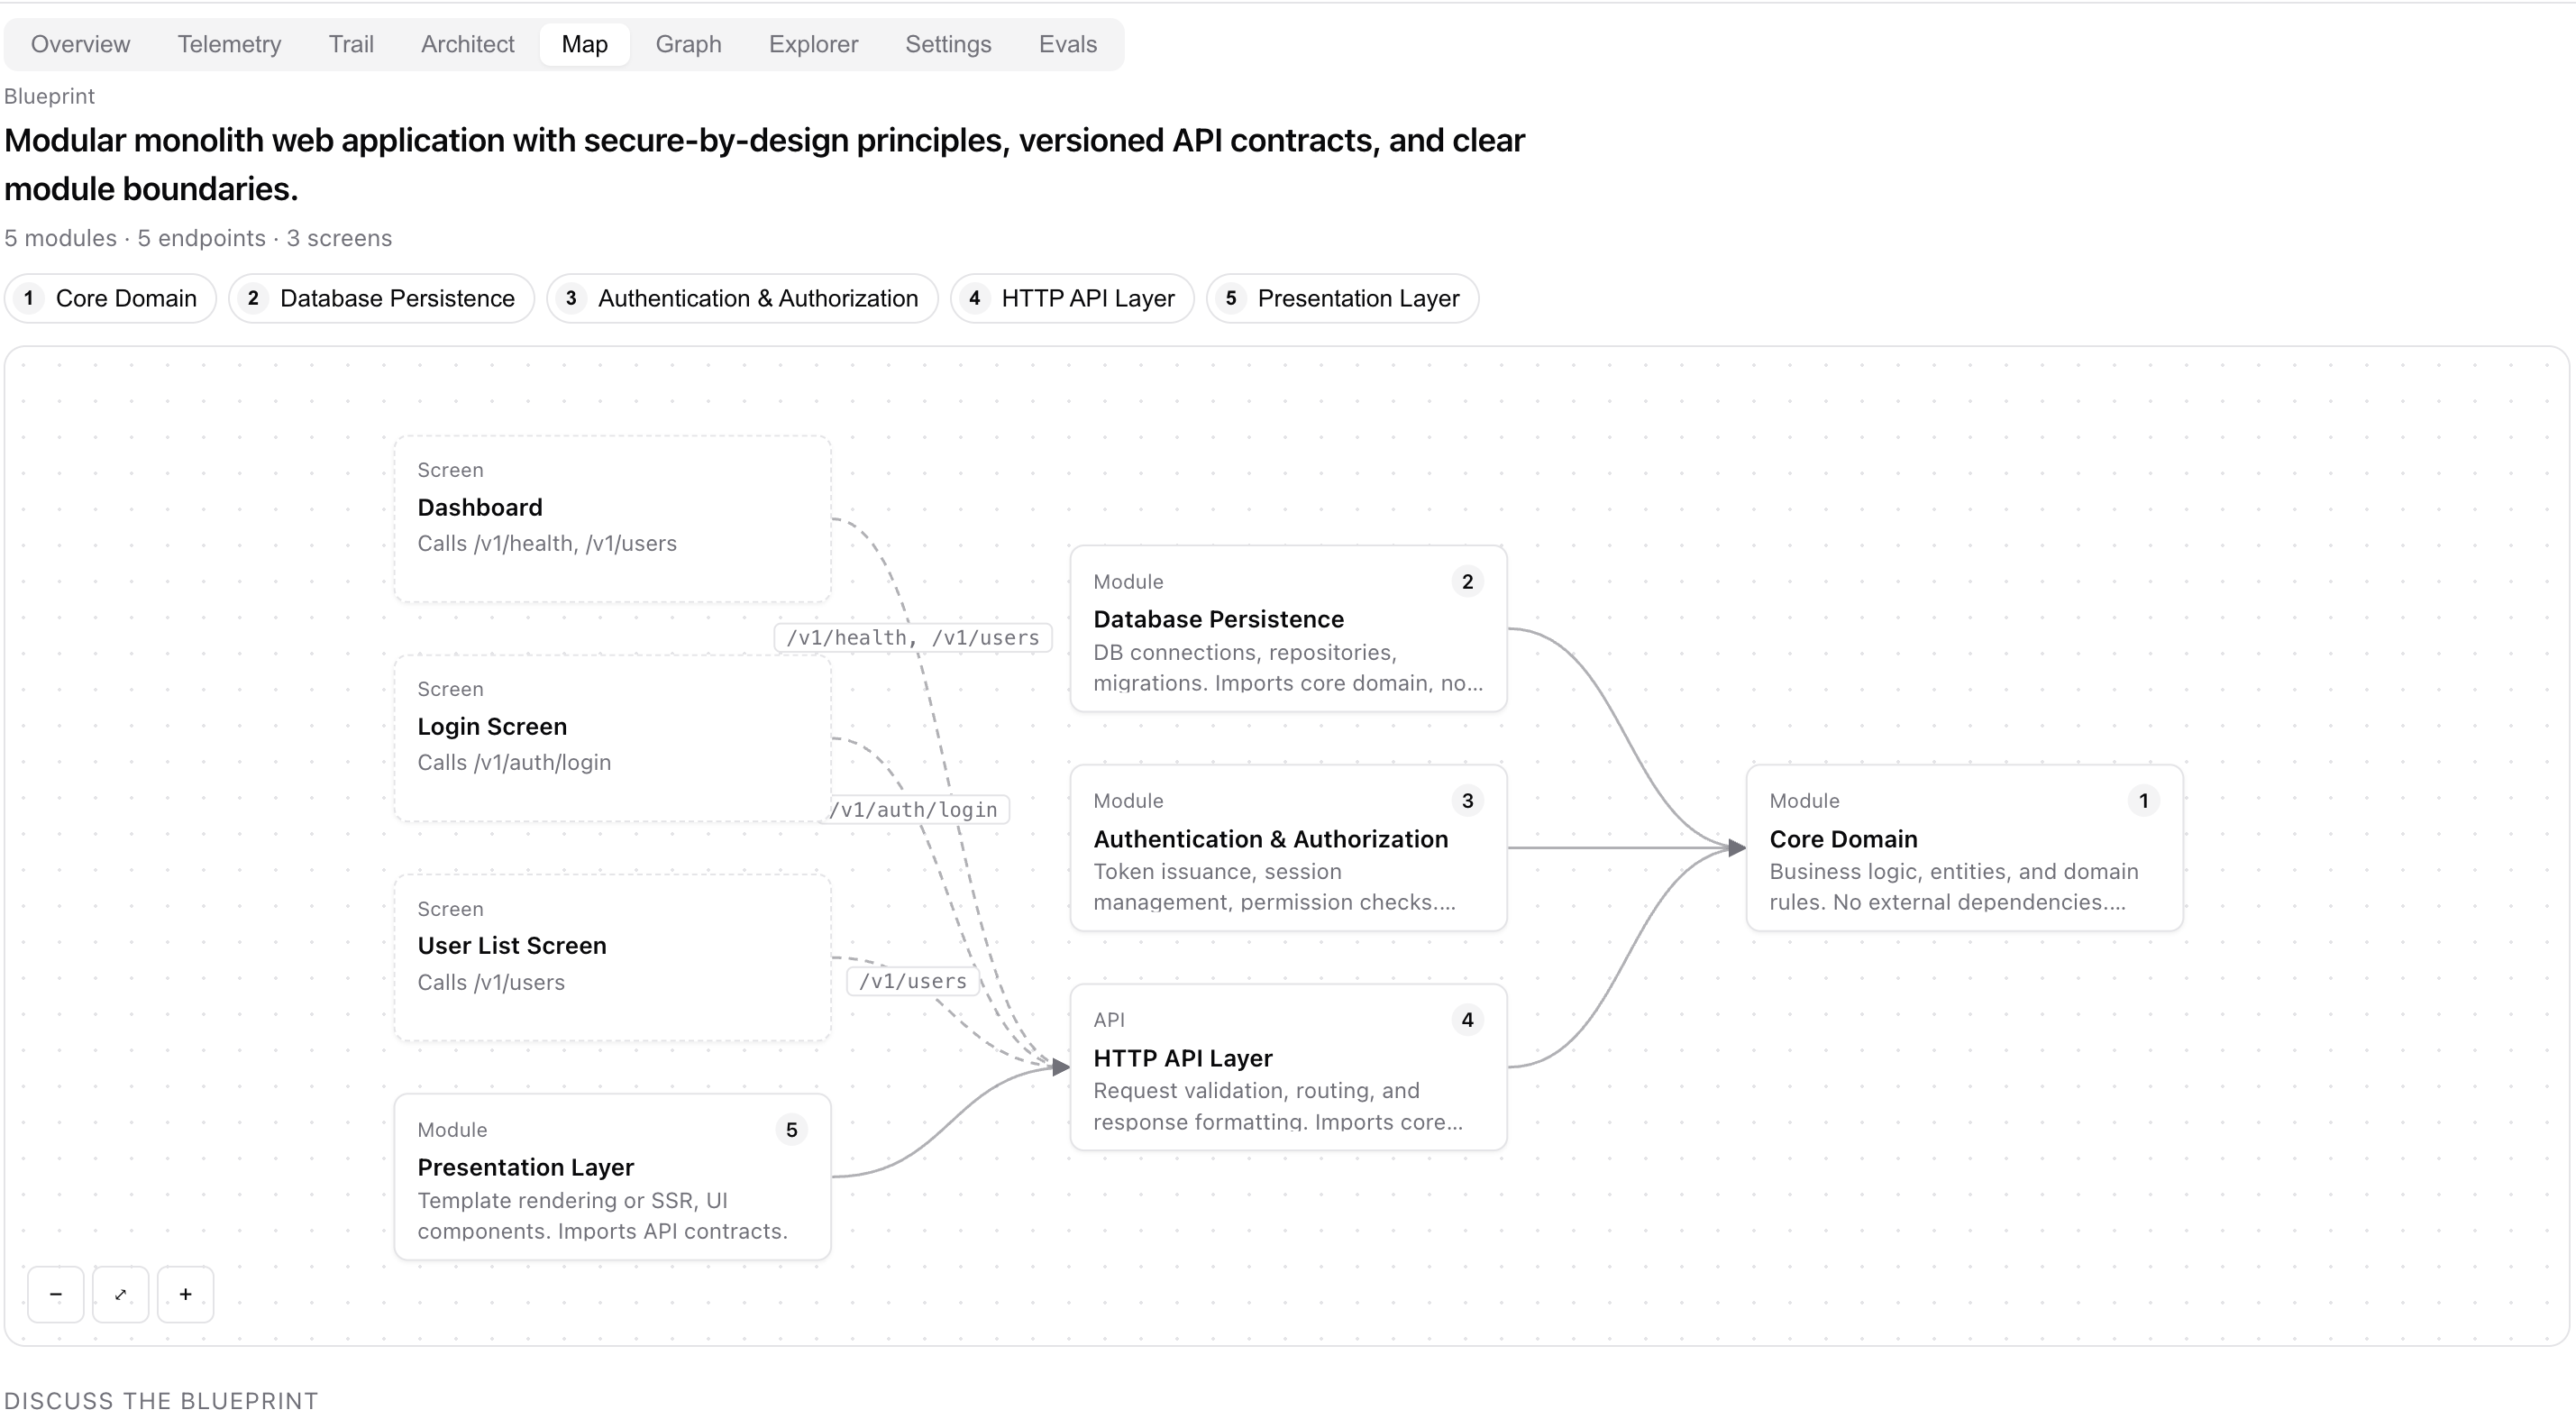 Overview Telemetry Trail Architect Map Graph Explorer Settings Evals
Blueprint
Modular monolith web application with secure-by-design principles, versioned API contracts, and clear
module boundaries.
5 modules · 5 endpoints · 3 screens
1 Core Domain 2 Database Persistence 3 Authentication & Authorization 4 HTTP API Layer 5 Presentation Layer
Screen
Dashboard
Calls /v1/health, /v1/users
/v1/health, /v1/users
Screen
Login Screen
Calls /v1/auth/login
/v1/auth/login
Screen
User List Screen
Calls /v1/users
/v1/users
Module 5
Presentation Layer
Template rendering or SSR, UI
components. Imports API contracts.
Module 2
Database Persistence
DB connections, repositories,
migrations. Imports core domain, no...
Module 3
Authentication & Authorization
Token issuance, session
management, permission checks....
API 4
HTTP API Layer
Request validation, routing, and
response formatting. Imports core...
Module 1
Core Domain
Business logic, entities, and domain
rules. No external dependencies....
− ⤢ +
DISCUSS THE BLUEPRINT